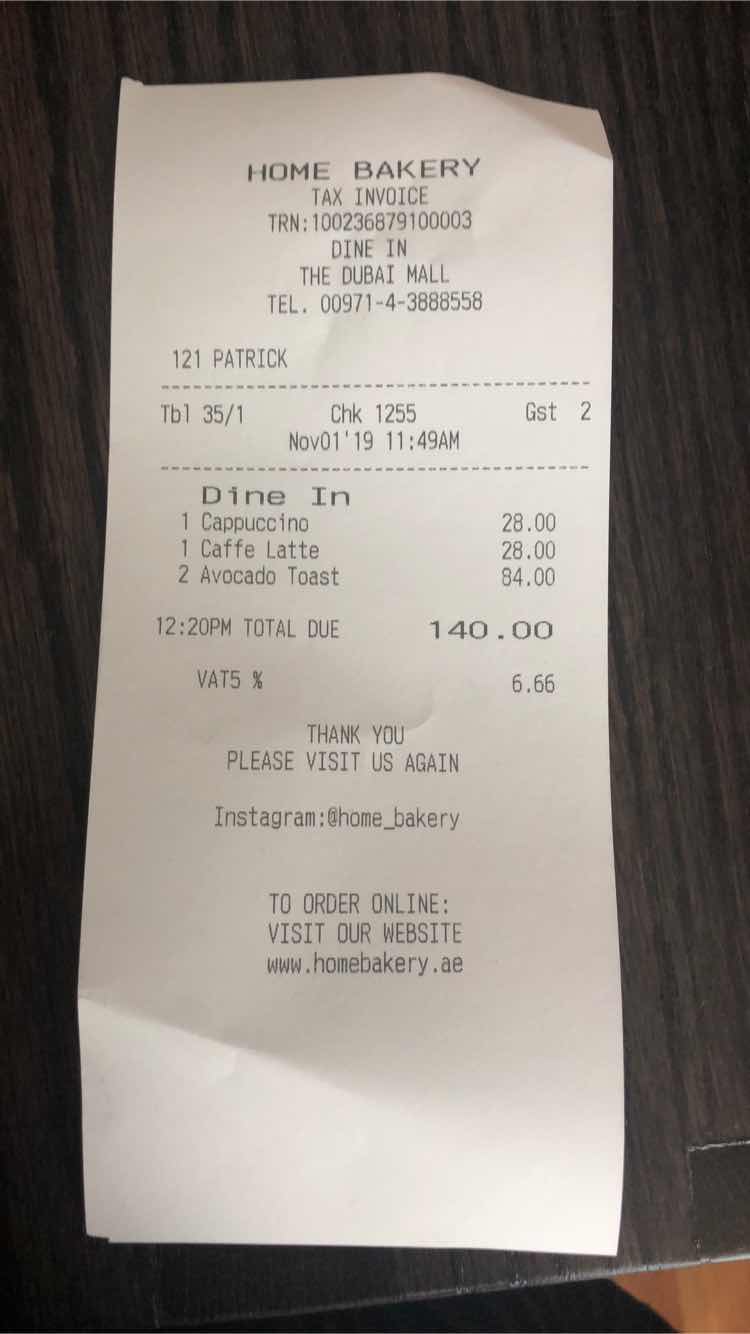 HOME BAKERY
TAX INVOICE
TRN:100236879100003
DINE IN
THE DUBAI MALL
TEL. 00971-4-3888558
121 PATRICK
Tbl 35/1 Chk 1255 Gst 2
Nov01'19 11:49AM
Dine In
1 Cappuccino 28.00
1 Caffe Latte 28.00
2 Avocado Toast 84.00
12:20PM TOTAL DUE 140.00
VAT5 % 6.66
THANK YOU
PLEASE VISIT US AGAIN
Instagram:@home_bakery
TO ORDER ONLINE:
VISIT OUR WEBSITE
www.homebakery.ae